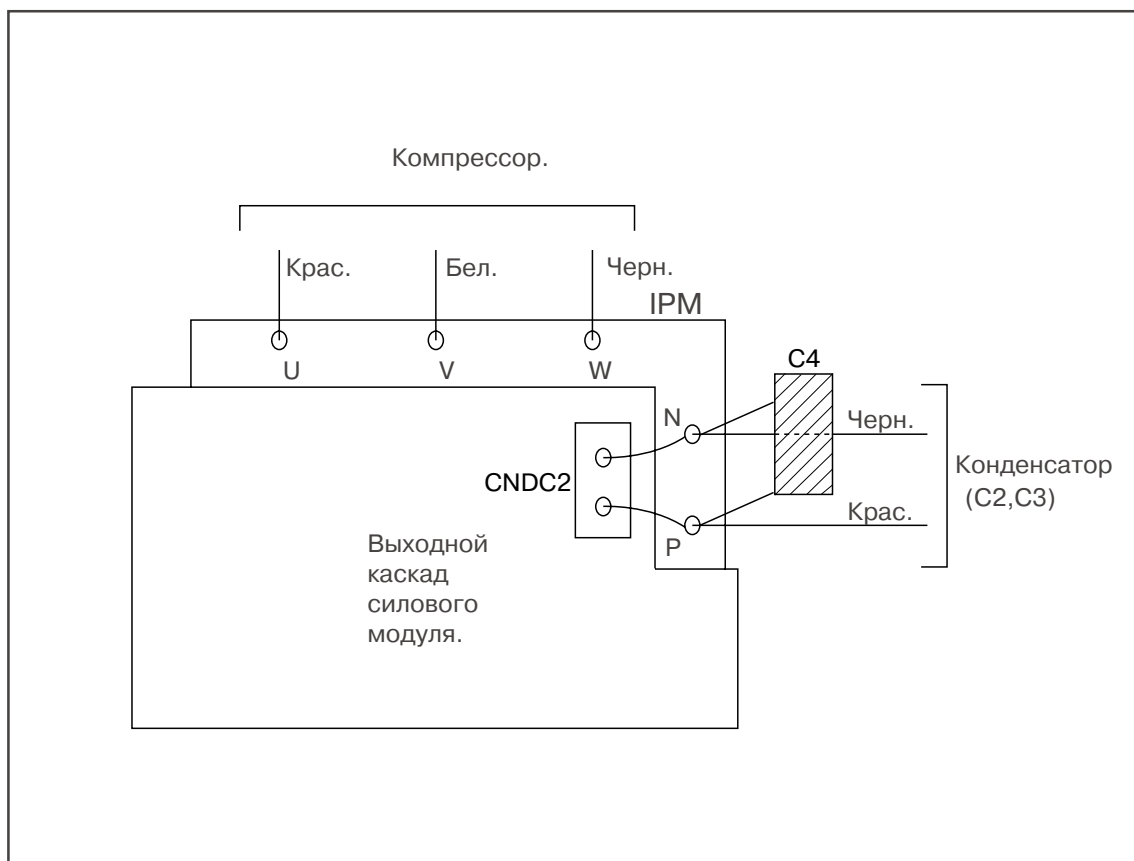 Компрессор.
Крас.
Бел.
Черн.
IPM
U
V
W
C4
N
Черн.
CNDC2
Конденсатор
(C2,C3)
Крас.
P
Выходной
каскад
силового
модуля.